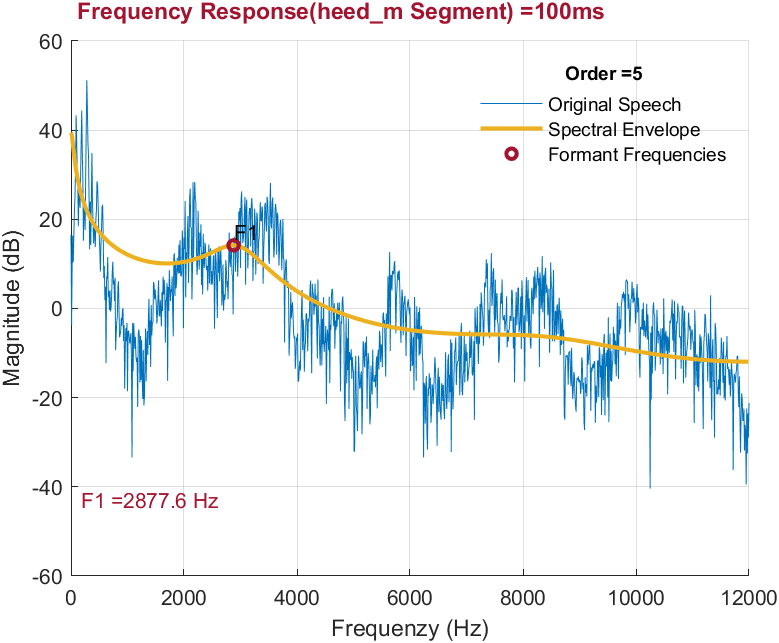 Frequency Response(heed_m Segment) =100ms
Order =5
Original Speech
Spectral Envelope
Formant Frequencies
F1
F1 =2877.6 Hz
Magnitude (dB)
60
40
20
0
-20
-40
-60
0 2000 4000 6000 8000 10000 12000
Frequenzy (Hz)